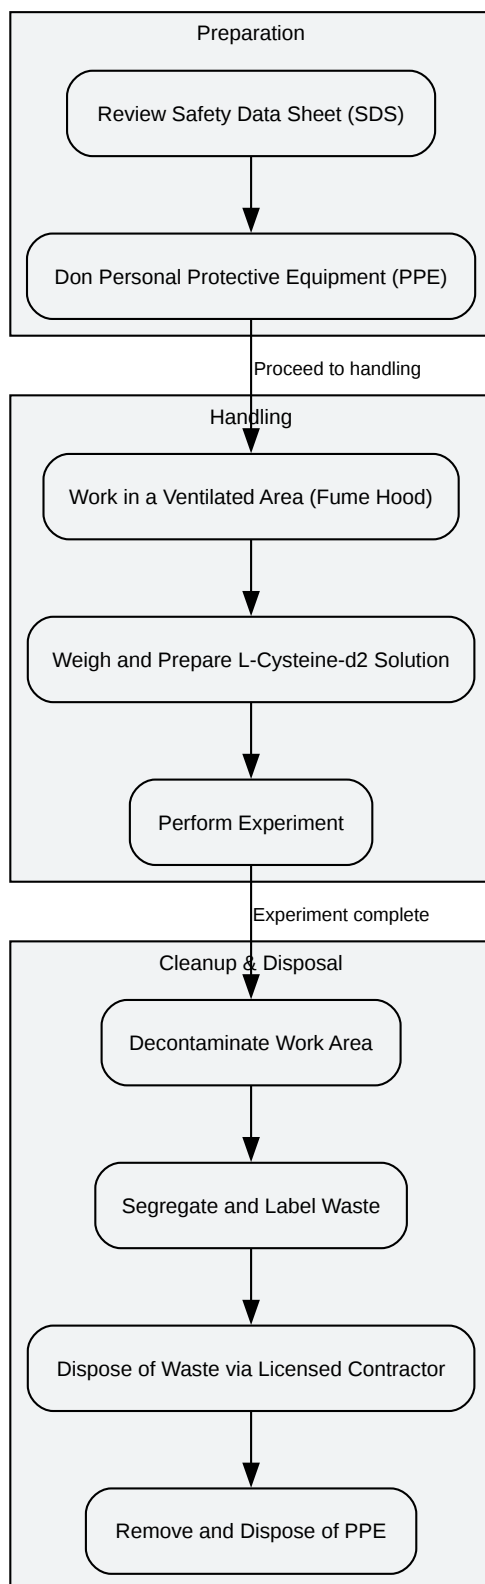 Preparation
Review Safety Data Sheet (SDS)
Don Personal Protective Equipment (PPE)
Proceed to handling
Handling
Work in a Ventilated Area (Fume Hood)
Weigh and Prepare L-Cysteine-d2 Solution
Perform Experiment
Experiment complete
Cleanup & Disposal
Decontaminate Work Area
Segregate and Label Waste
Dispose of Waste via Licensed Contractor
Remove and Dispose of PPE